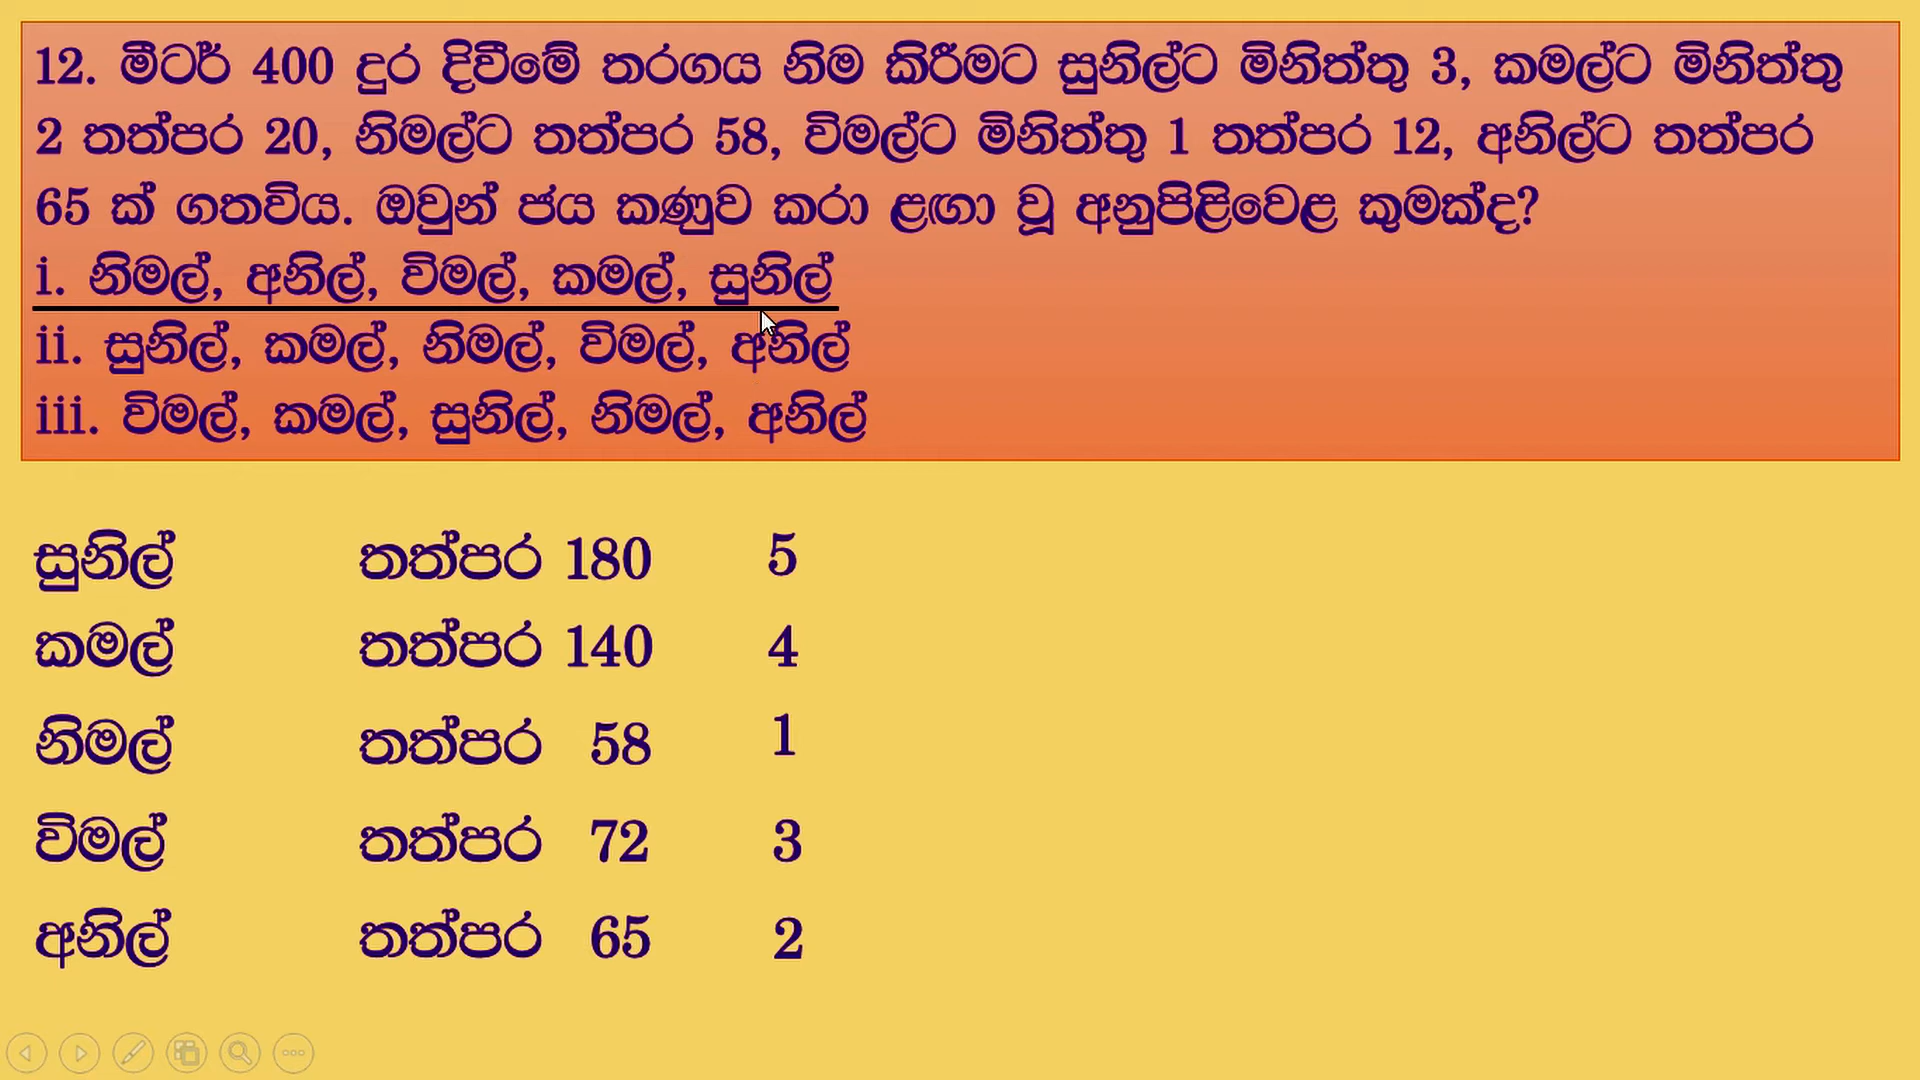 12. මීටර් 400 දුර දිවීමේ තරගය නිම කිරීමට සුනිල්ට මිනිත්තු 3, කමල්ට මිනිත්තු
2 තත්පර 20, නිමල්ට තත්පර 58, විමල්ට මිනිත්තු 1 තත්පර 12, අනිල්ට තත්පර
65 ක් ගතවිය. ඔවුන් ජය කණුව කරා ළඟා වූ අනුපිළිවෙළ කුමක්ද?
i. නිමල්, අනිල්, විමල්, කමල්, සුනිල්
ii. සුනිල්, කමල්, නිමල්, විමල්, අනිල්
iii. විමල්, කමල්, සුනිල්, නිමල්, අනිල්
සුනිල් තත්පර 180 5
කමල් තත්පර 140 4
නිමල් තත්පර 58 1
විමල් තත්පර 72 3
අනිල් තත්පර 65 2